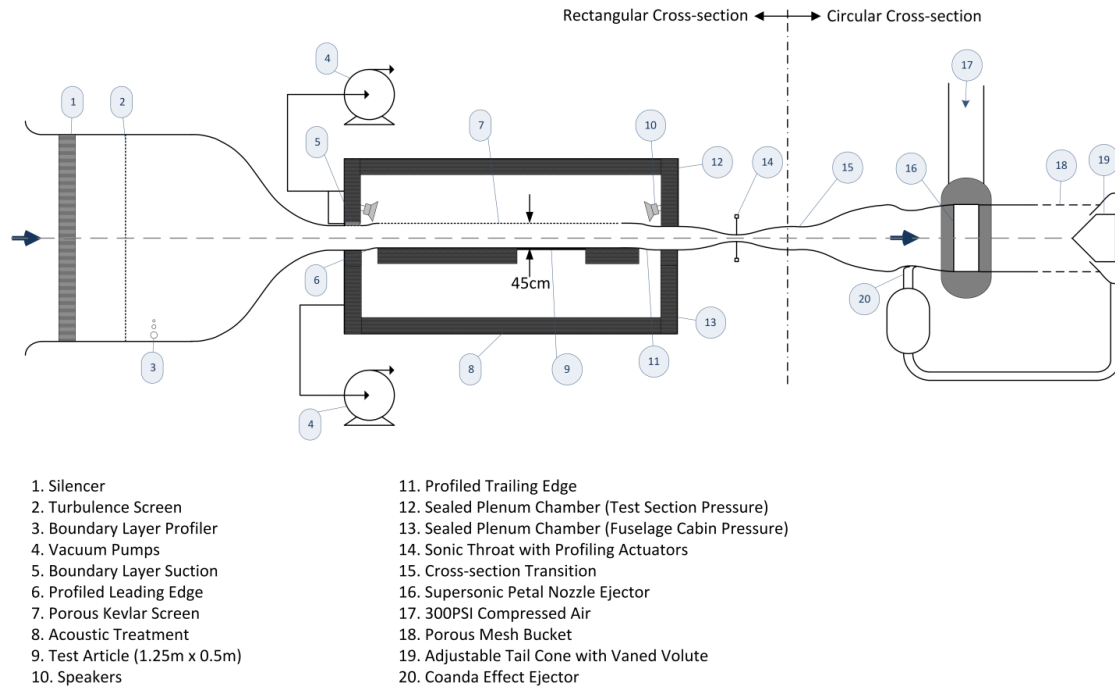 Rectangular Cross-section
Circular Cross-section
4
17
1
2
7
10
5
12
14
15
16
18
19
45cm
6
20
13
3
8
9
11
4
1. Silencer
2. Turbulence Screen
3. Boundary Layer Profiler
4. Vacuum Pumps
5. Boundary Layer Suction
6. Profiled Leading Edge
7. Porous Kevlar Screen
8. Acoustic Treatment
9. Test Article (1.25m x 0.5m)
10. Speakers
11. Profiled Trailing Edge
12. Sealed Plenum Chamber (Test Section Pressure)
13. Sealed Plenum Chamber (Fuselage Cabin Pressure)
14. Sonic Throat with Profiling Actuators
15. Cross-section Transition
16. Supersonic Petal Nozzle Ejector
17. 300PSI Compressed Air
18. Porous Mesh Bucket
19. Adjustable Tail Cone with Vaned Volute
20. Coanda Effect Ejector